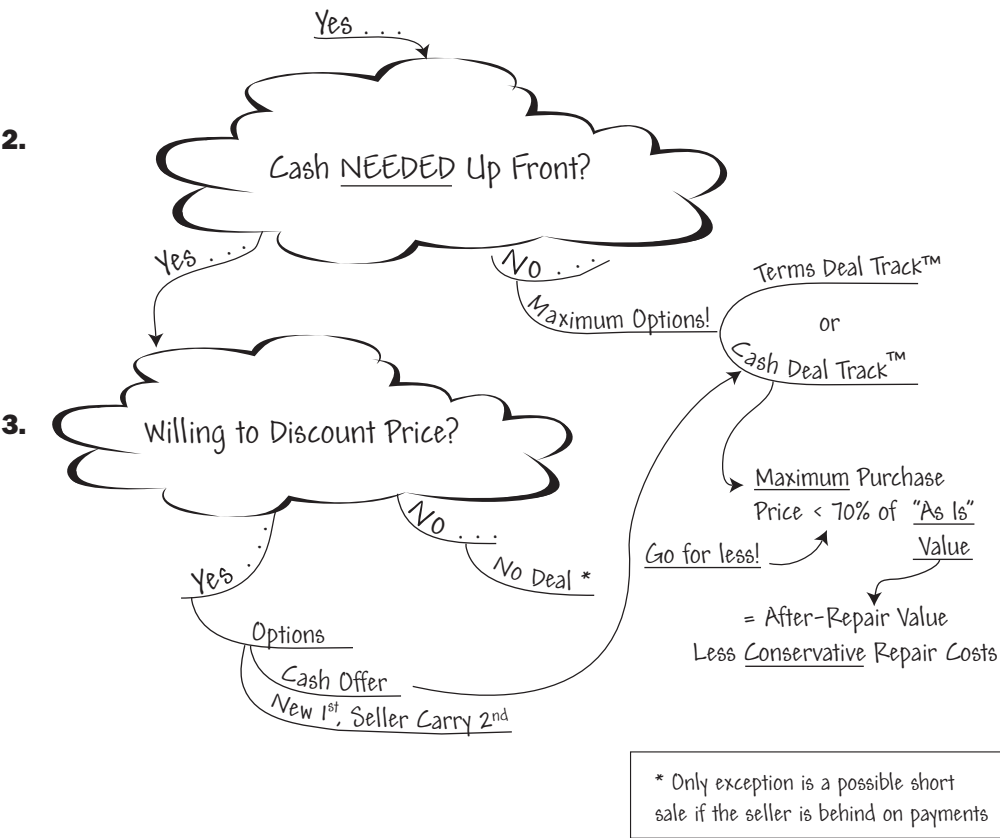 Yes . . .
2.
Cash NEEDED Up Front?
Yes . . .
No . . .
Maximum Options!
Terms Deal Track™
or
Cash Deal Track™
Maximum Purchase
Price < 70% of "As Is"
Value
Go for less!
= After-Repair Value
Less Conservative Repair Costs
3.
Willing to Discount Price?
Yes . . .
No . . .
No Deal *
Options
Cash Offer
New 1st, Seller Carry 2nd
* Only exception is a possible short
sale if the seller is behind on payments